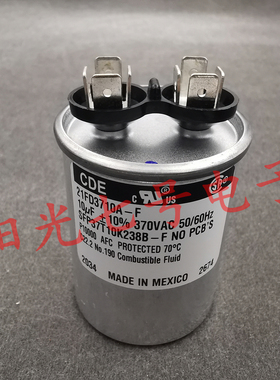 CDE
C US
21FD3710A-F
10μF ±10% 370VAC 50/60Hz
SFP37T10K238B-F NO PCB'S
P10000 AFC PROTECTED 70°C
C22.2 No.190 Combustible Fluid
2034
2674
MADE IN MEXICO